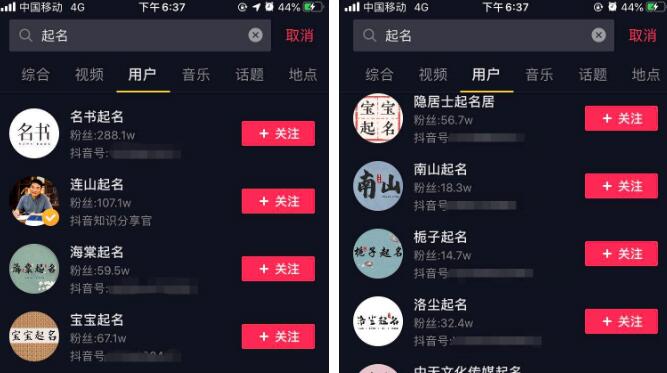 中国移动 4G 下午6:37 44%
起名 取消
综合 视频 用户 音乐 话题 地点
名书
名书起名
粉丝:288.1w
抖音号:
+ 关注
连山起名
粉丝:107.1w
抖音知识分享官
+ 关注
海棠起名
海棠起名
粉丝:59.5w
抖音号:
+ 关注
宝宝起名
宝宝起名
粉丝:67.1w
抖音号:
+ 关注
中国移动 4G 下午6:37 44%
起名 取消
综合 视频 用户 音乐 话题 地点
宝宝
起名
隐居士起名居
粉丝:56.7w
抖音号:
+ 关注
南山
南山起名
粉丝:18.3w
抖音号:
+ 关注
栀子起名
栀子起名
粉丝:14.7w
抖音号:
+ 关注
洛尘起名
洛尘起名
粉丝:32.4w
抖音号:
+ 关注